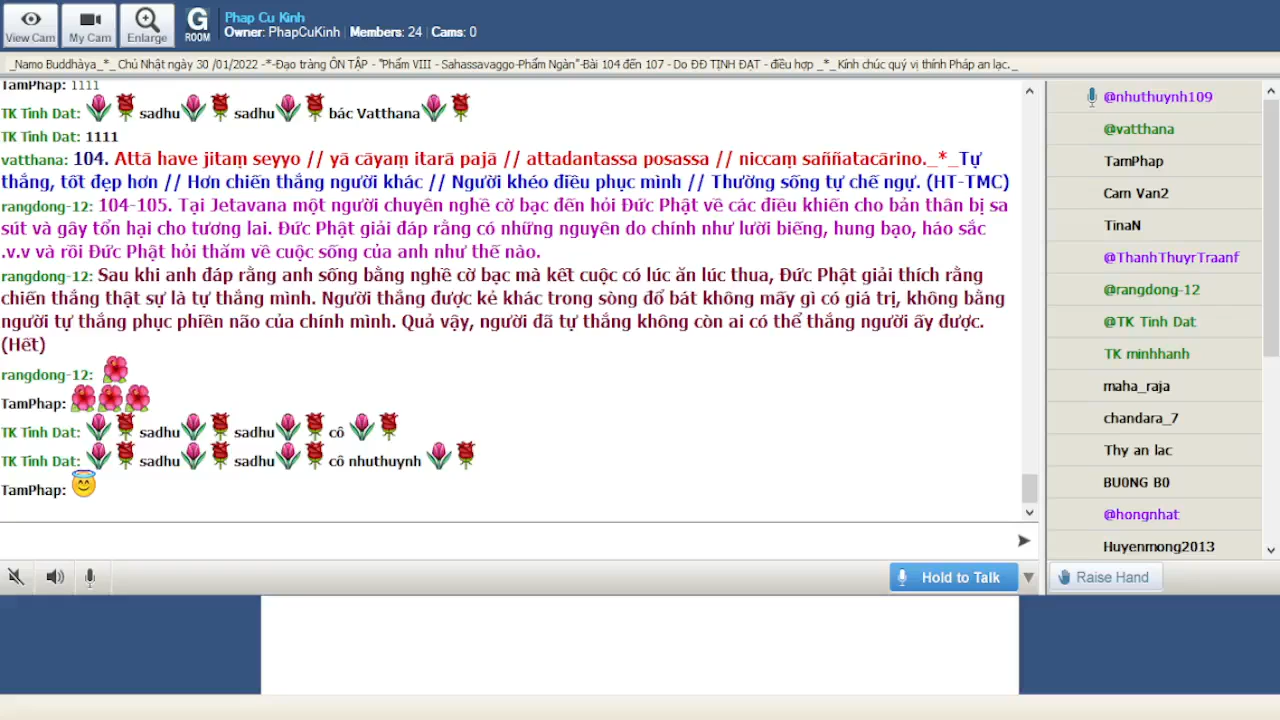 View Cam
My Cam
Enlarge
G
ROOM
Phap Cu Kinh
Owner: PhapCuKinh | Members: 24 | Cams: 0
_Namo Buddhàya_*_ Chủ Nhật ngày 30 /01/2022 -*-Đạo tràng ÔN TẬP - "Phẩm VIII - Sahassavaggo-Phẩm Ngàn"-Bài 104 đến 107 - Do ĐĐ TỊNH ĐẠT - điều hợp _*_ Kính chúc quý vị thính Pháp an lạc._
TamPhap: 1111
TK Tinh Dat: sadhu sadhu bác Vatthana
TK Tinh Dat: 1111
vatthana: 104. Attā have jitaṃ seyyo // yā cāyaṃ itarā pajā // attadantassa posassa // niccaṃ saññatacārino._*_Tự
thắng, tốt đẹp hơn // Hơn chiến thắng người khác // Người khéo điều phục mình // Thường sống tự chế ngự. (HT-TMC)
rangdong-12: 104-105. Tại Jetavana một người chuyên nghề cờ bạc đến hỏi Đức Phật về các điều khiến cho bản thân bị sa
sút và gây tổn hại cho tương lai. Đức Phật giải đáp rằng có những nguyên do chính như lười biếng, hung bạo, háo sắc
.v.v và rồi Đức Phật hỏi thăm về cuộc sống của anh như thế nào.
rangdong-12: Sau khi anh đáp rằng anh sống bằng nghề cờ bạc mà kết cuộc có lúc ăn lúc thua, Đức Phật giải thích rằng
chiến thắng thật sự là tự thắng mình. Người thắng được kẻ khác trong sòng đổ bát không mấy gì có giá trị, không bằng
người tự thắng phục phiền não của chính mình. Quả vậy, người đã tự thắng không còn ai có thể thắng người ấy được.
(Hết)
rangdong-12:
TamPhap:
TK Tinh Dat: sadhu sadhu cô
TK Tinh Dat: sadhu sadhu cô nhuthuynh
TamPhap:
Hold to Talk
@nhuthuynh109
@vatthana
TamPhap
Cam Van2
TinaN
@ThanhThuyrTraanf
@rangdong-12
@TK Tinh Dat
TK minhhanh
maha_raja
chandara_7
Thy an lac
BU0NG B0
@hongnhat
Huyenmong2013
Raise Hand